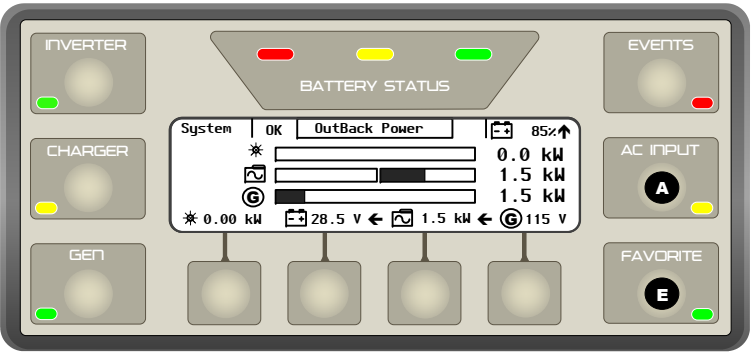 INVERTER
EVENTS
BATTERY STATUS
System OK OutBack Power 85%
CHARGER
AC INPUT
0.0 kW
1.5 kW
A
G 1.5 kW
0.00 kW 28.5 V 1.5 kW G 115 V
GEN
FAVORITE
E